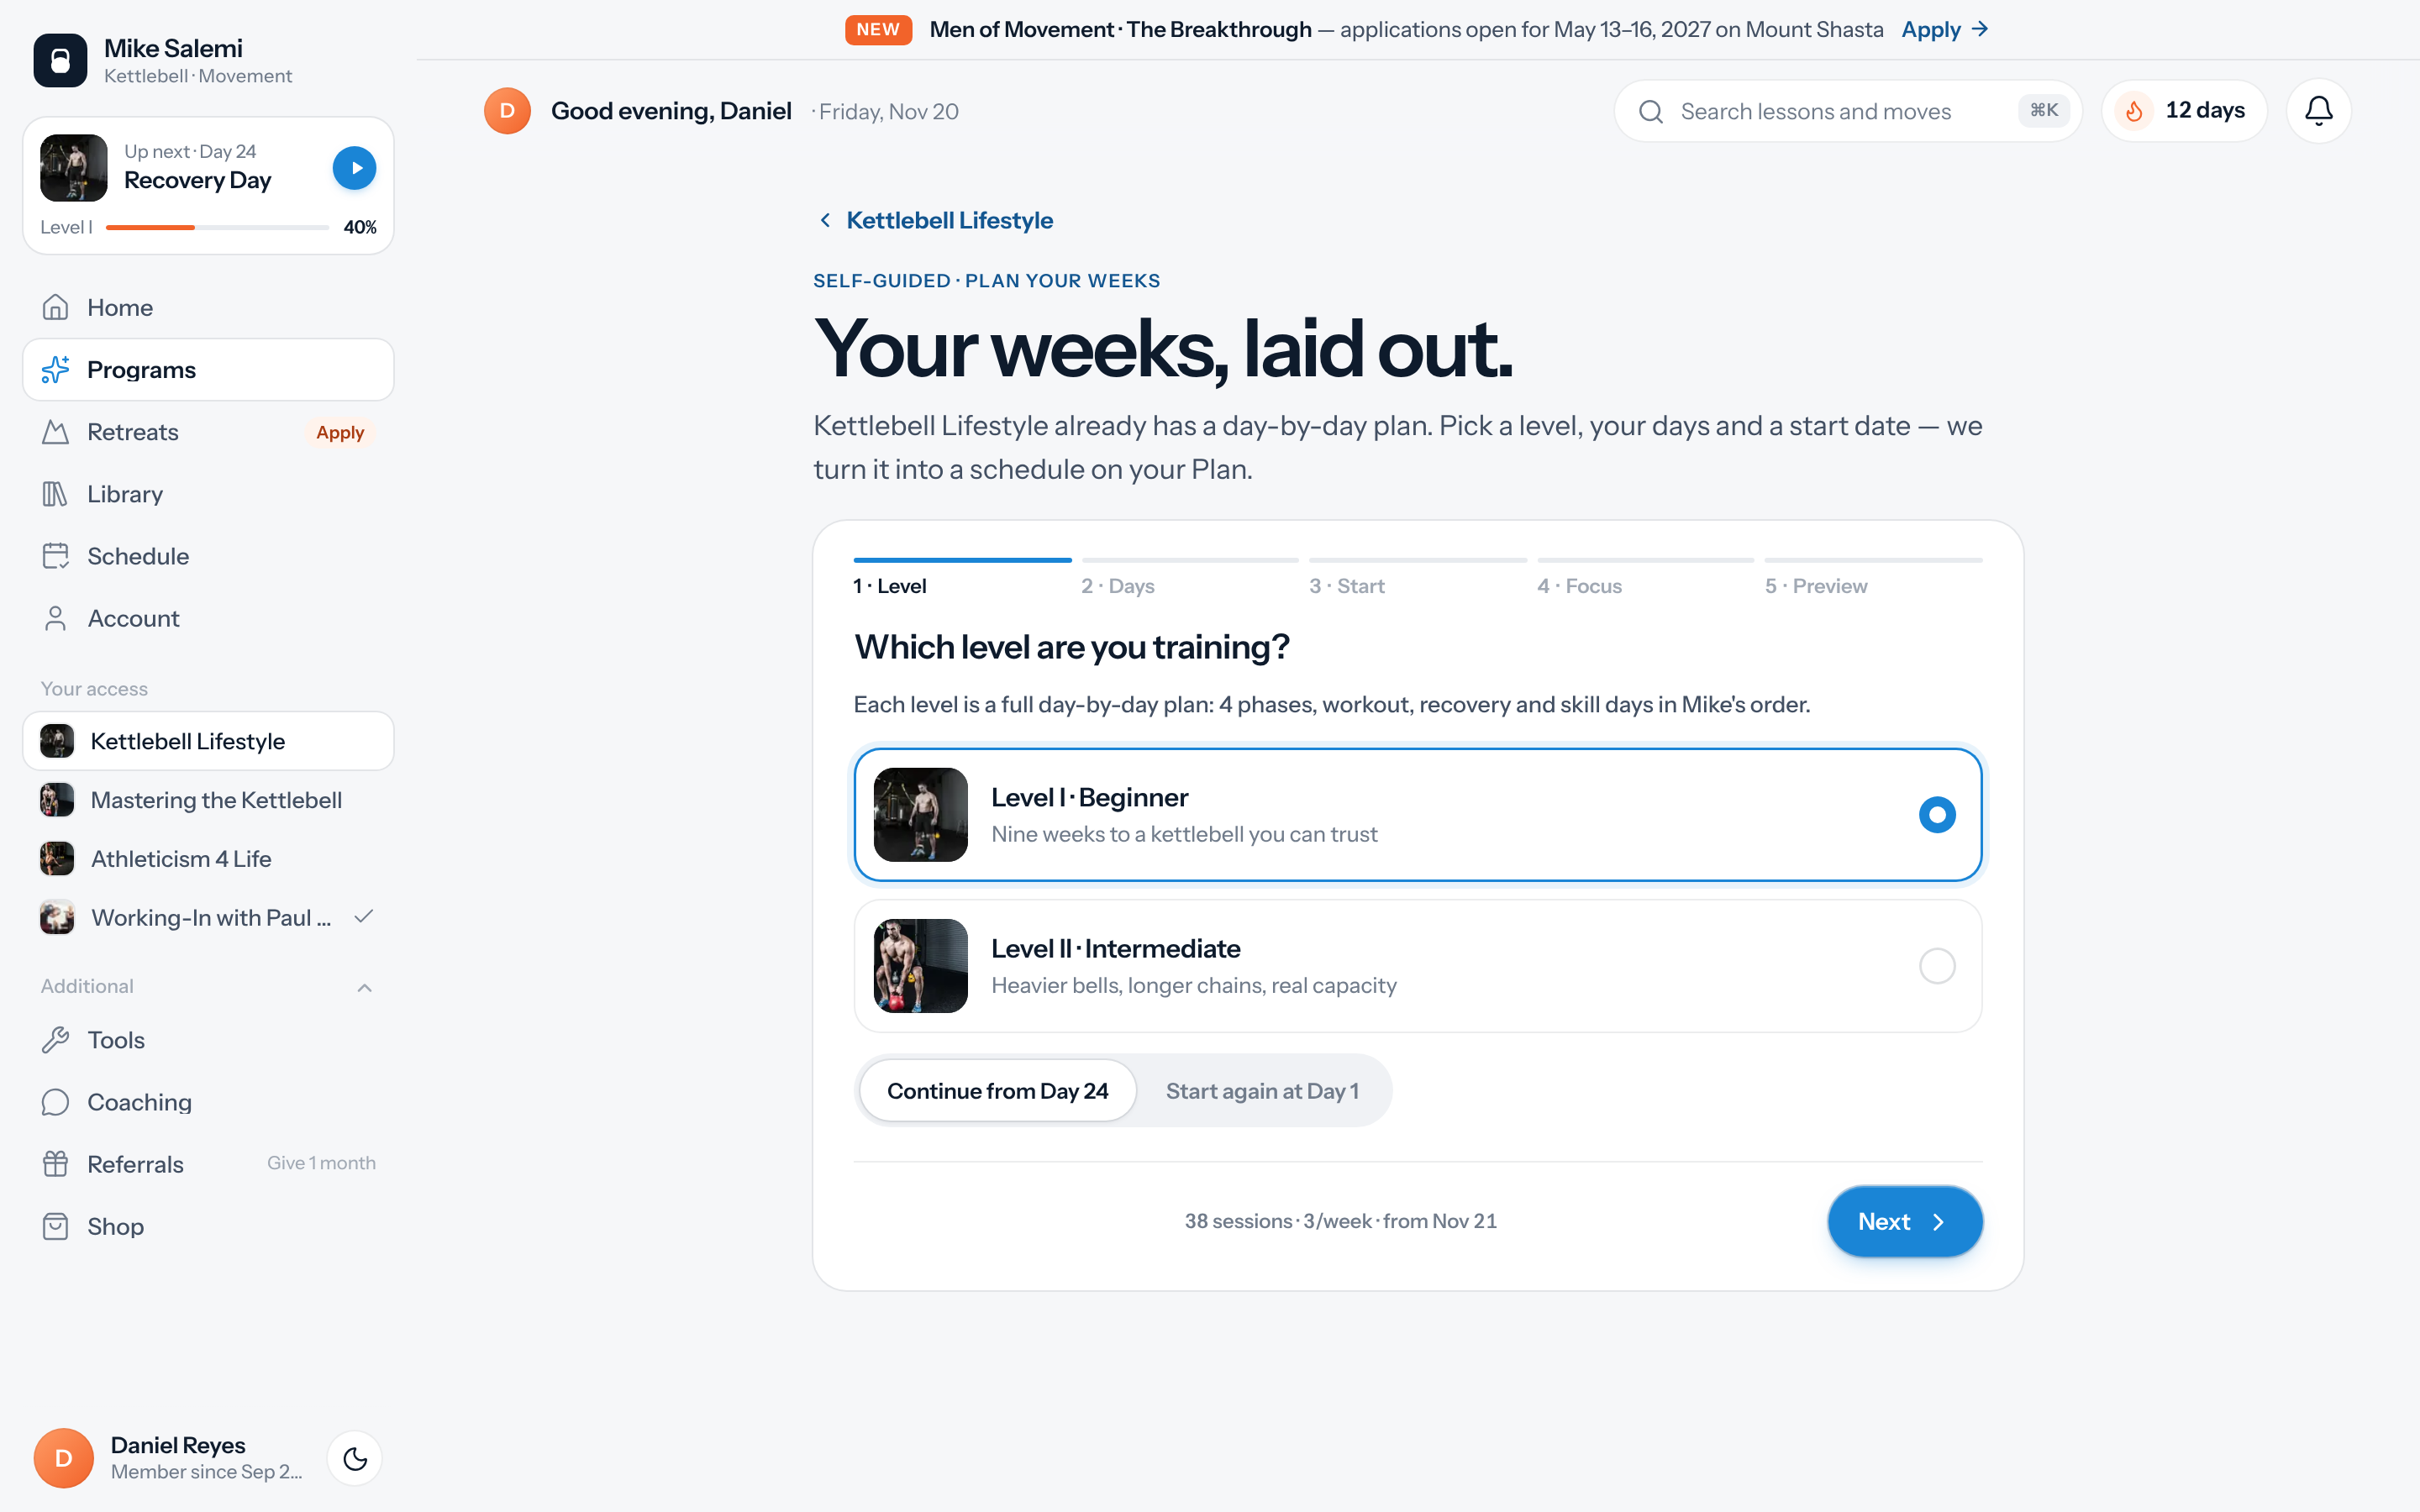 Mike Salemi
Kettlebell · Movement
Up next · Day 24
Recovery Day
Level I 40%
Home
Programs
Retreats Apply
Library
Schedule
Account
Your access
Kettlebell Lifestyle
Mastering the Kettlebell
Athleticism 4 Life
Working-In with Paul ...
Additional
Tools
Coaching
Referrals Give 1 month
Shop
D
Daniel Reyes
Member since Sep 2...
NEW Men of Movement · The Breakthrough — applications open for May 13–16, 2027 on Mount Shasta Apply →
D Good evening, Daniel · Friday, Nov 20
Search lessons and moves ⌘K
12 days
Kettlebell Lifestyle
SELF-GUIDED · PLAN YOUR WEEKS
Your weeks, laid out.
Kettlebell Lifestyle already has a day-by-day plan. Pick a level, your days and a start date — we
turn it into a schedule on your Plan.
1 · Level 2 · Days 3 · Start 4 · Focus 5 · Preview
Which level are you training?
Each level is a full day-by-day plan: 4 phases, workout, recovery and skill days in Mike's order.
Level I · Beginner
Nine weeks to a kettlebell you can trust
Level II · Intermediate
Heavier bells, longer chains, real capacity
Continue from Day 24 Start again at Day 1
38 sessions · 3/week · from Nov 21
Next